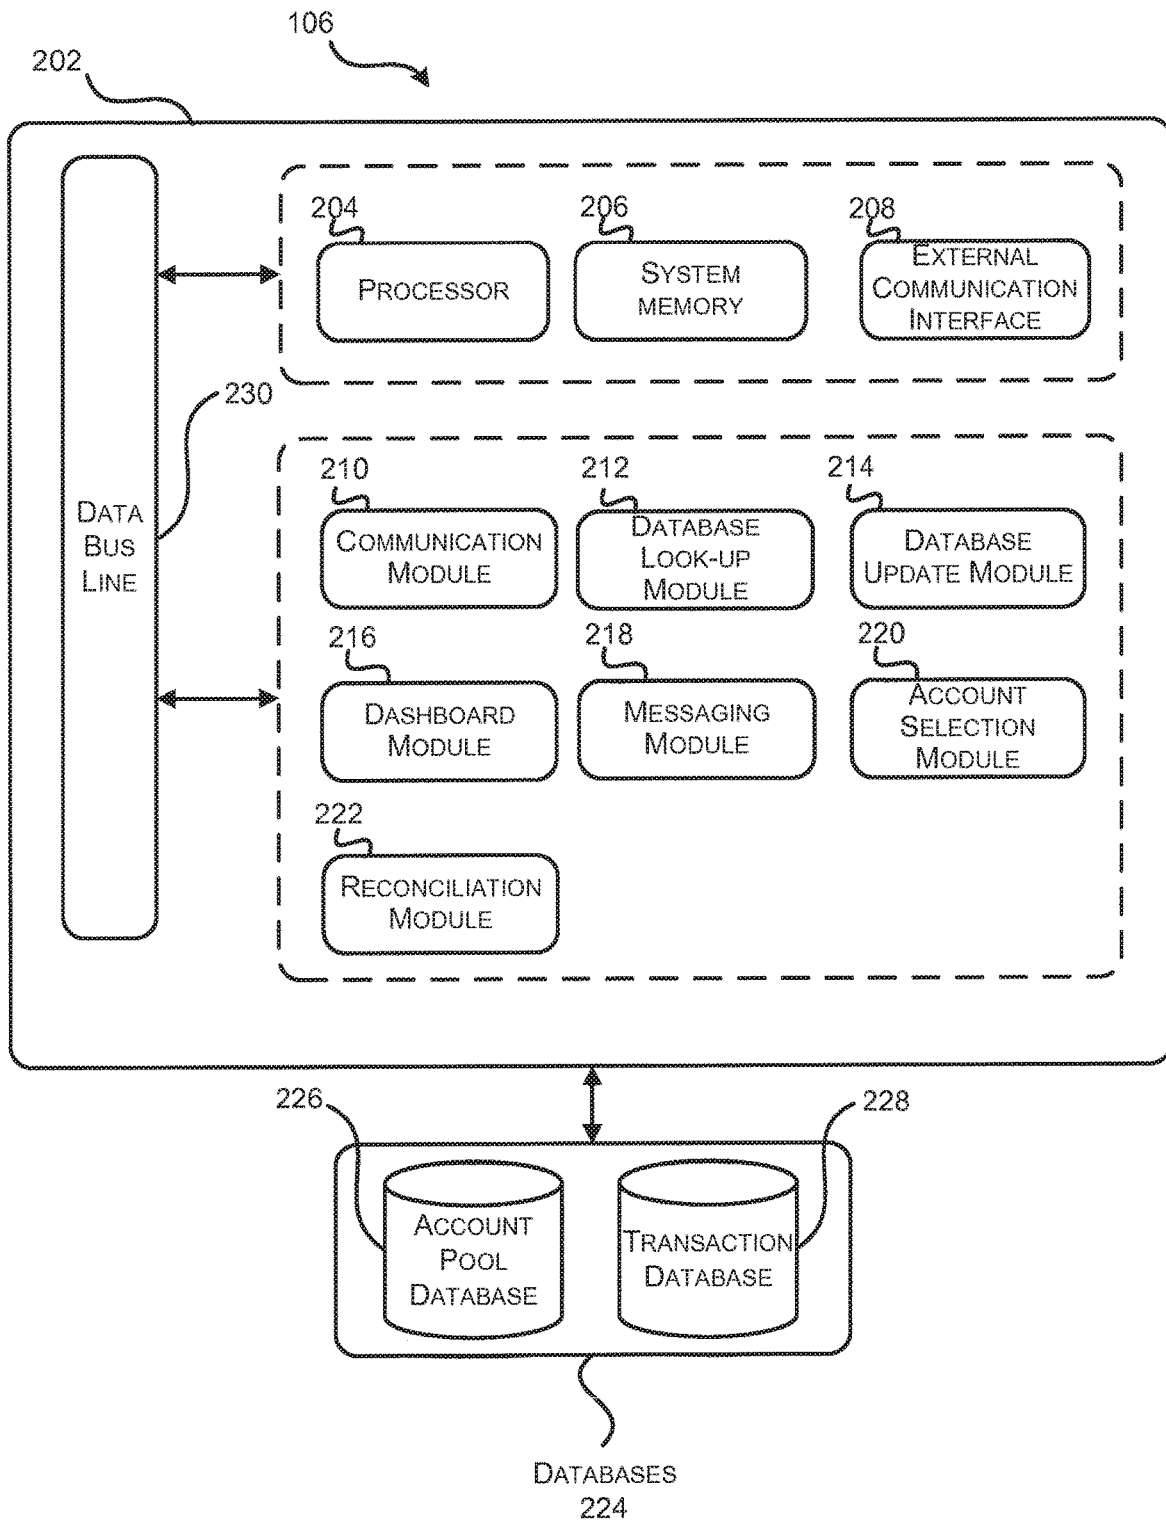 106
202
204
206
208
PROCESSOR
SYSTEM
MEMORY
EXTERNAL
COMMUNICATION
INTERFACE
230
DATA
BUS
LINE
210
212
214
COMMUNICATION
MODULE
DATABASE
LOOK-UP
MODULE
DATABASE
UPDATE MODULE
216
218
220
DASHBOARD
MODULE
MESSAGING
MODULE
ACCOUNT
SELECTION
MODULE
222
RECONCILIATION
MODULE
226
228
ACCOUNT
POOL
DATABASE
TRANSACTION
DATABASE
DATABASES
224